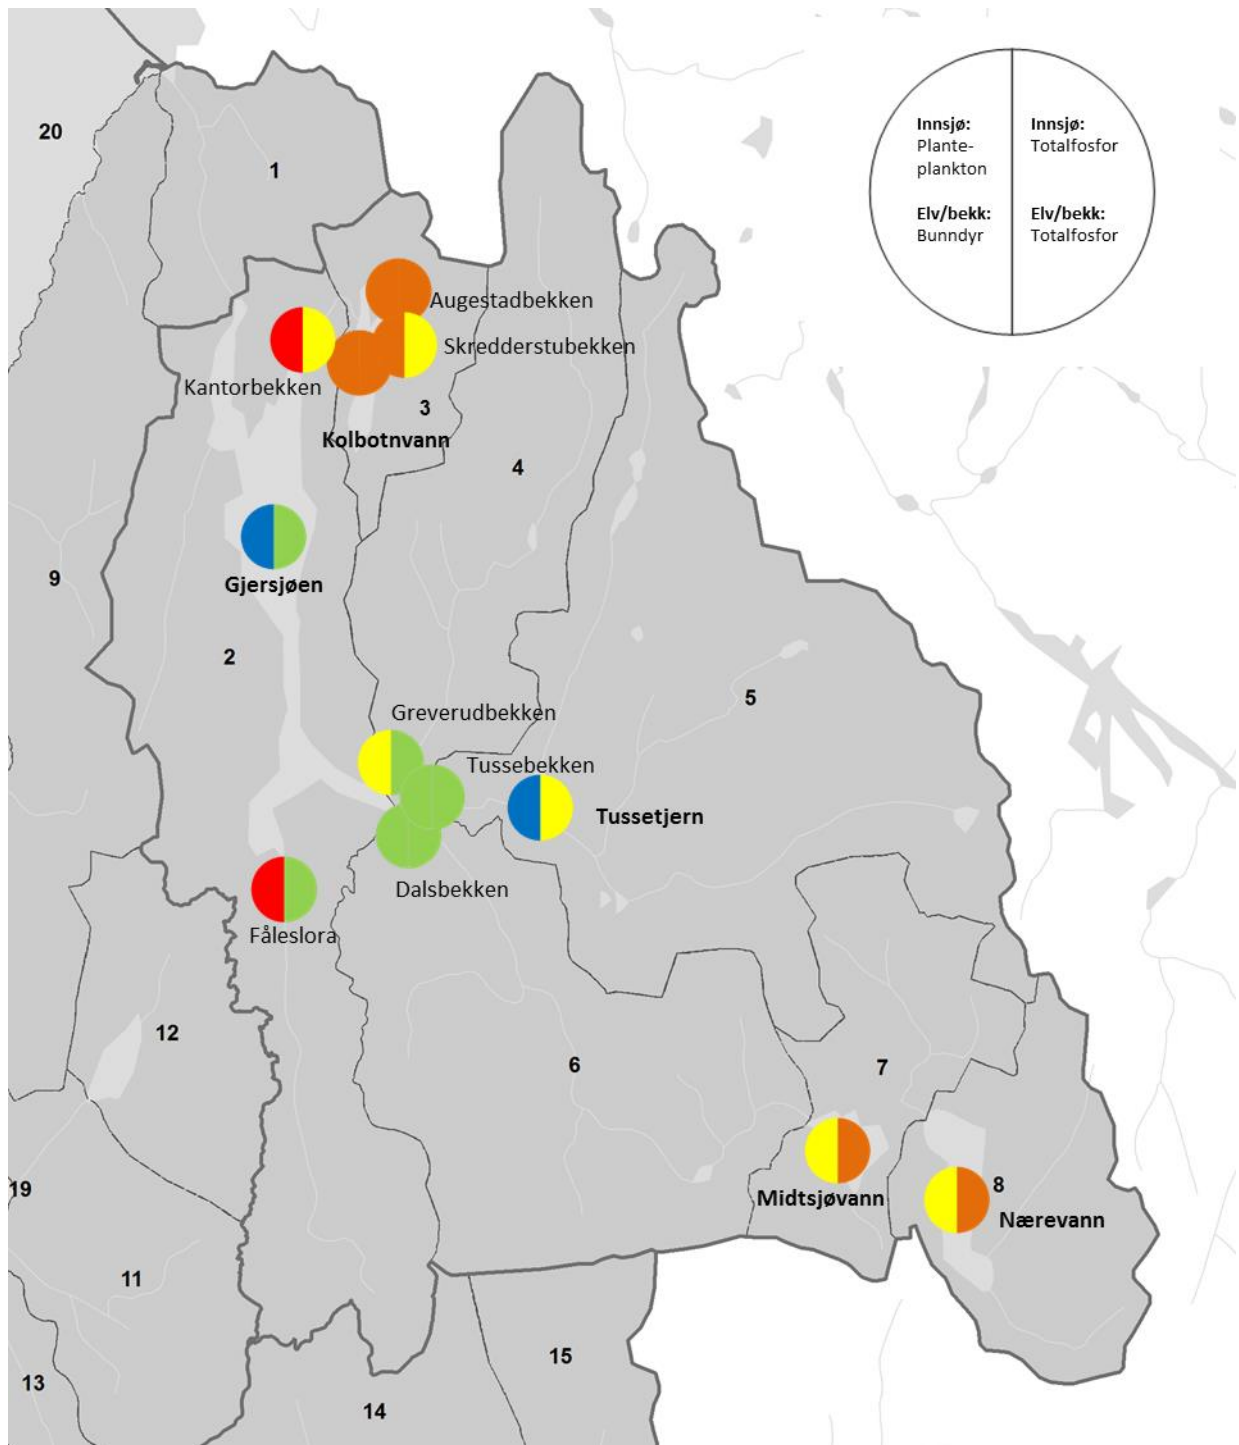 Innsjø:
Plante-
plankton
Elv/bekk:
Bunndyr
Innsjø:
Totalfosfor
Elv/bekk:
Totalfosfor
20
1
Augestadbekken
Skredderstubekken
Kantorbekken
3
Kolbotnvann
4
9
Gjersjøen
2
5
Greverudbekken
Tussebekken
Tussetjern
Dalsbekken
Fåleslora
12
6
7
19
Midtsjøvann
8
Nærevann
11
15
13
14